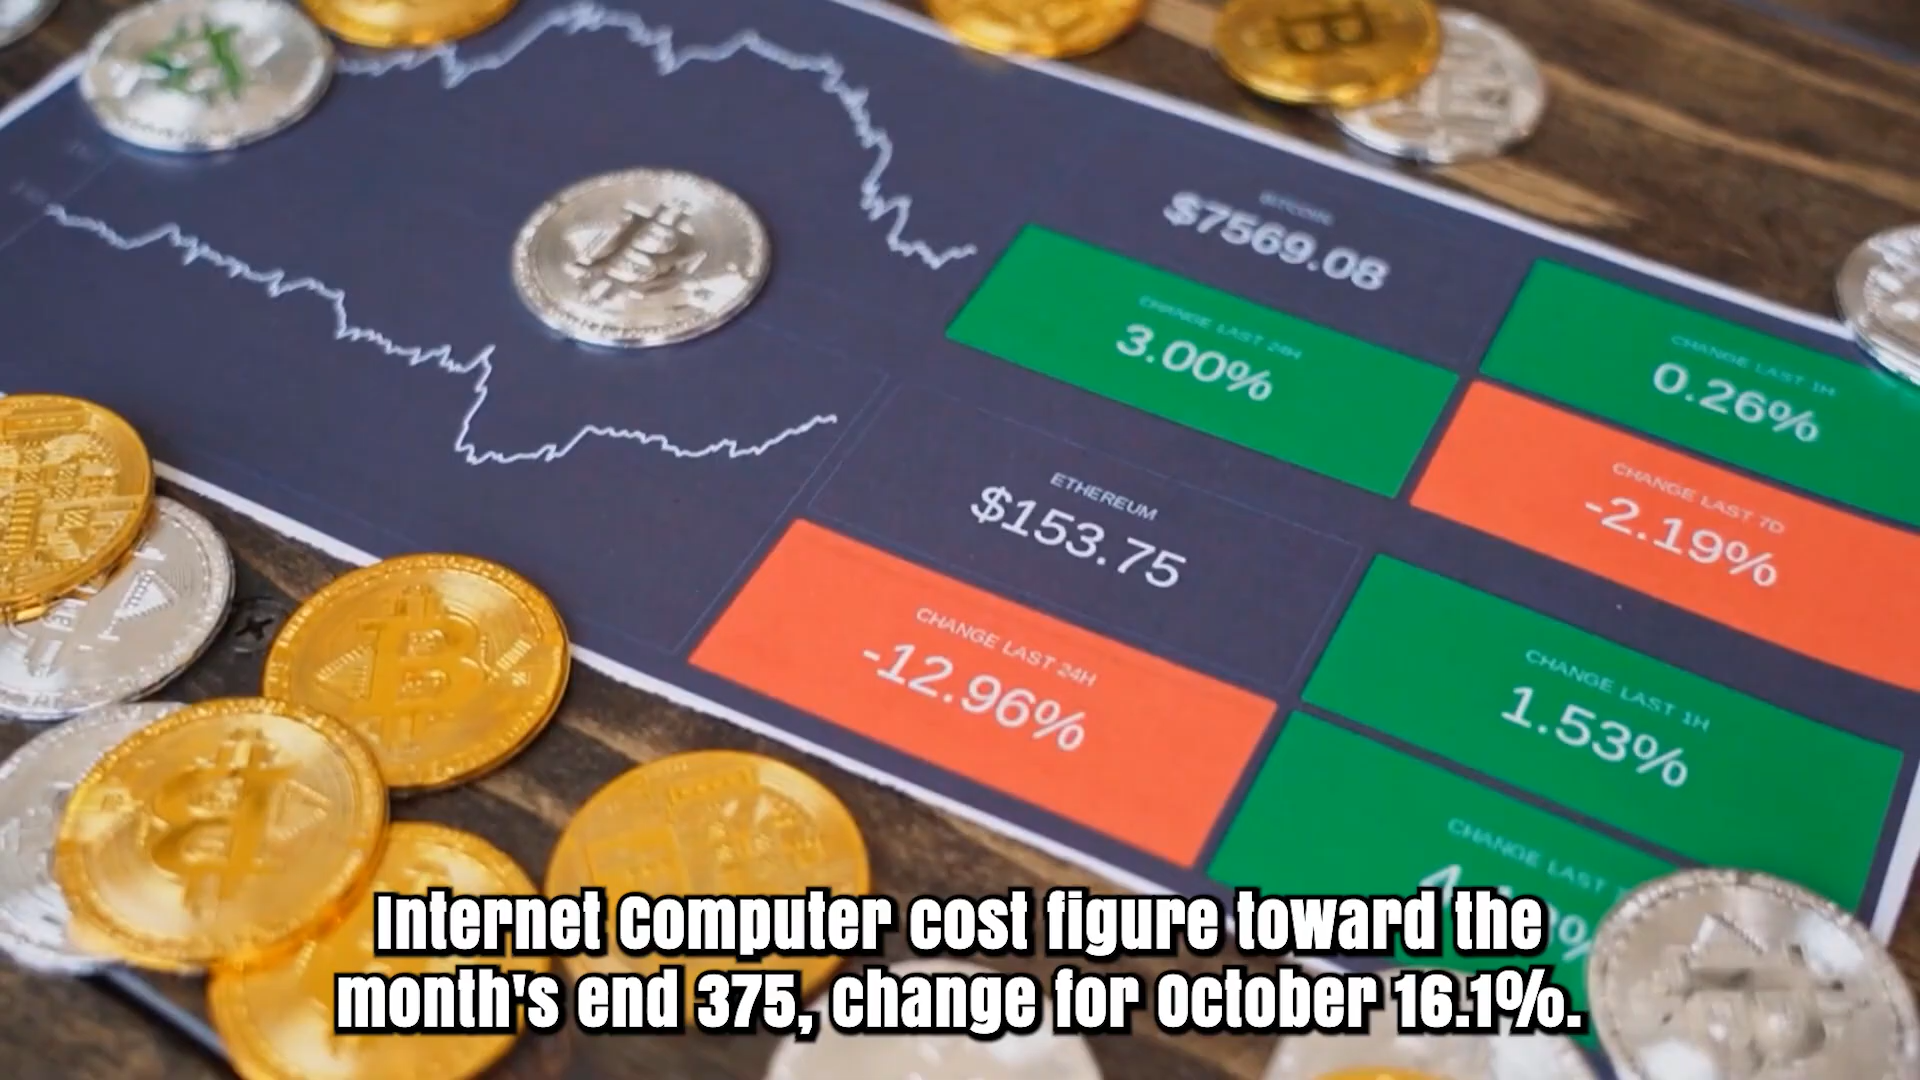 BITCOIN
$7569.08
CHANGE LAST 24H
3.00%
CHANGE LAST 1H
0.26%
CHANGE LAST 7D
-2.19%
ETHEREUM
$153.75
CHANGE LAST 24H
-12.96%
CHANGE LAST 1H
1.53%
CHANGE LAST
Internet Computer cost figure toward the
month's end 375, change for October 16.1%.